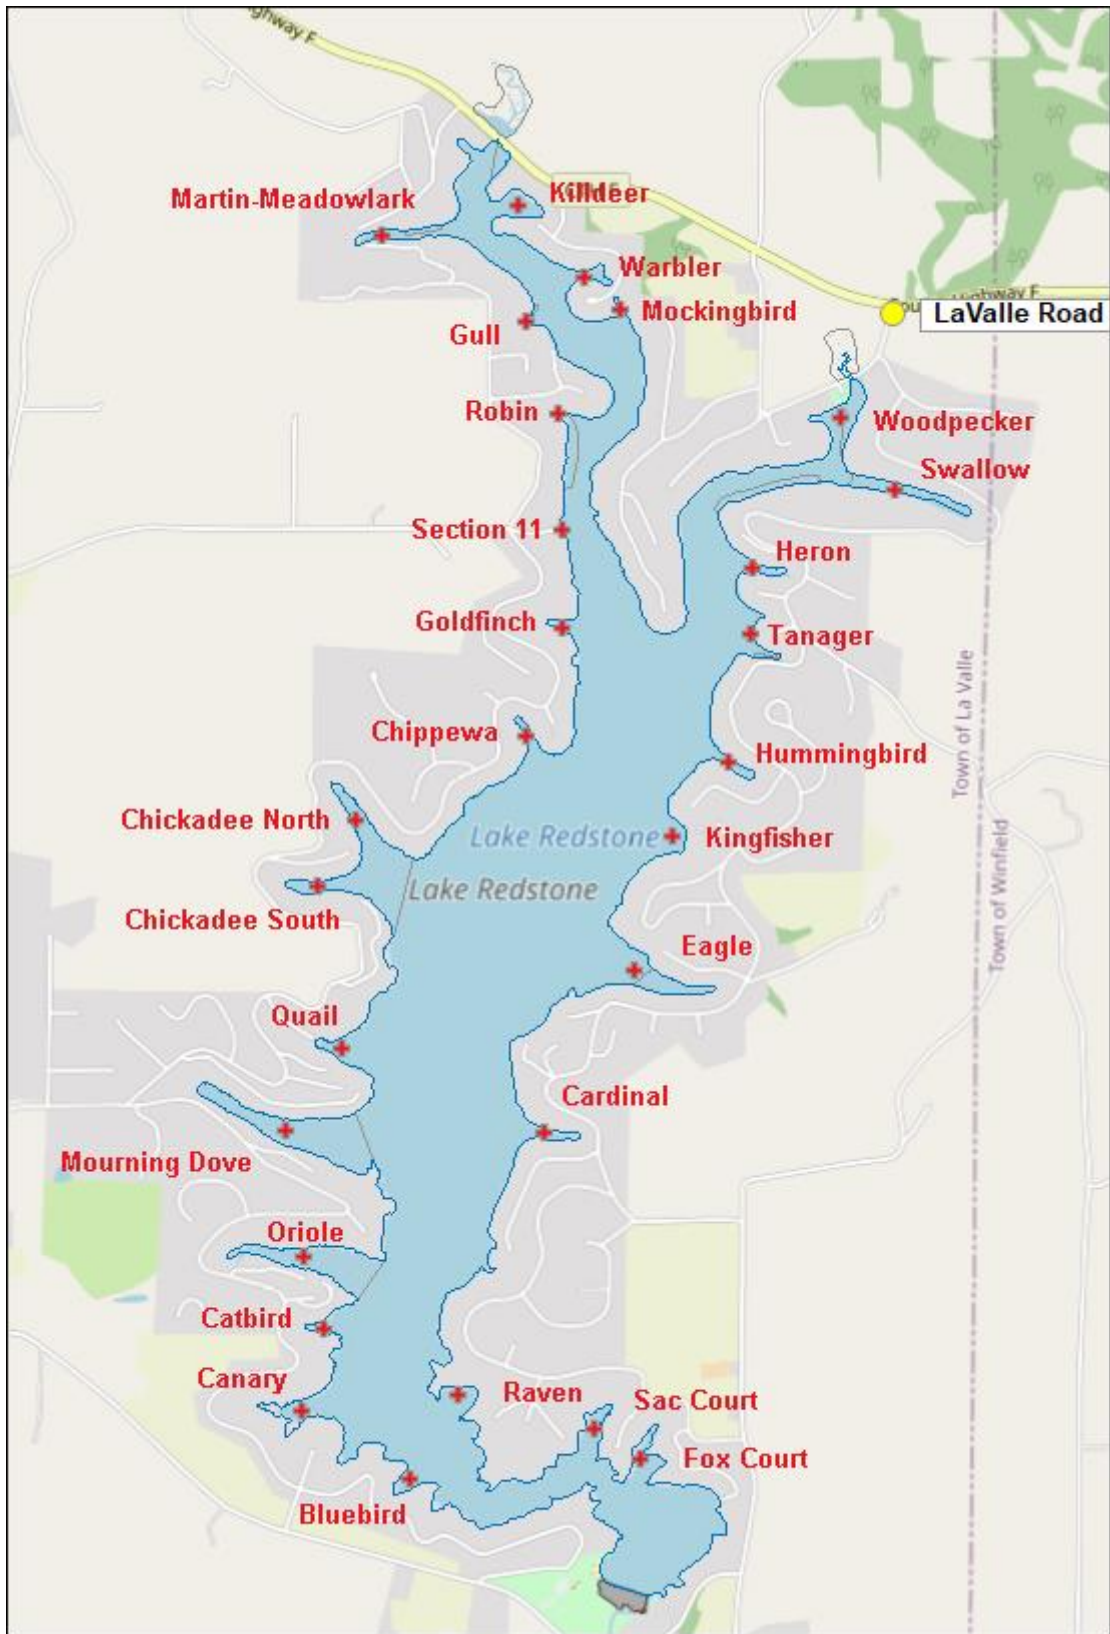 Highway F
Killdeer
Martin-Meadowlark
Warbler
Mockingbird
Highway F
LaValle Road
Gull
Robin
Woodpecker
Swallow
Section 11
Heron
Goldfinch
Tanager
Town of La Valle
Chippewa
Hummingbird
Chickadee North
Lake Redstone
Kingfisher
Town of Winfield
Lake Redstone
Chickadee South
Eagle
Quail
Cardinal
Mourning Dove
Oriole
Catbird
Canary
Raven
Sac Court
Fox Court
Bluebird